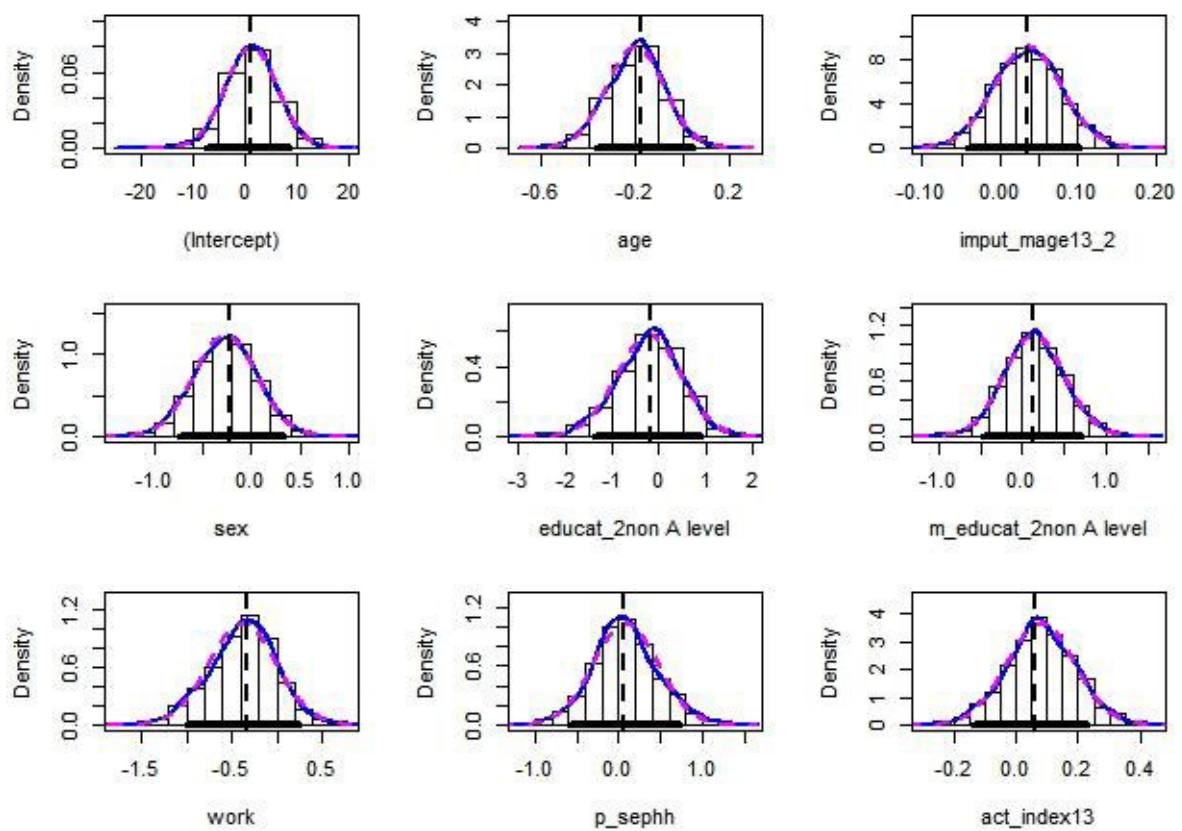 Density
0.00 0.06
-20 -10 0 10 20
(Intercept)
Density
0 1 2 3 4
-0.6 -0.2 0.2
age
Density
0 4 8
-0.10 0.00 0.10 0.20
imput_mage13_2
Density
0.0 1.0
-1.0 0.0 0.5 1.0
sex
Density
0.0 0.4
-3 -2 -1 0 1 2
educat_2non A level
Density
0.0 0.6 1.2
-1.0 0.0 1.0
m_educat_2non A level
Density
0.0 0.6 1.2
-1.5 -0.5 0.5
work
Density
0.0 0.6 1.2
-1.0 0.0 1.0
p_sephh
Density
0 1 2 3 4
-0.2 0.0 0.2 0.4
act_index13